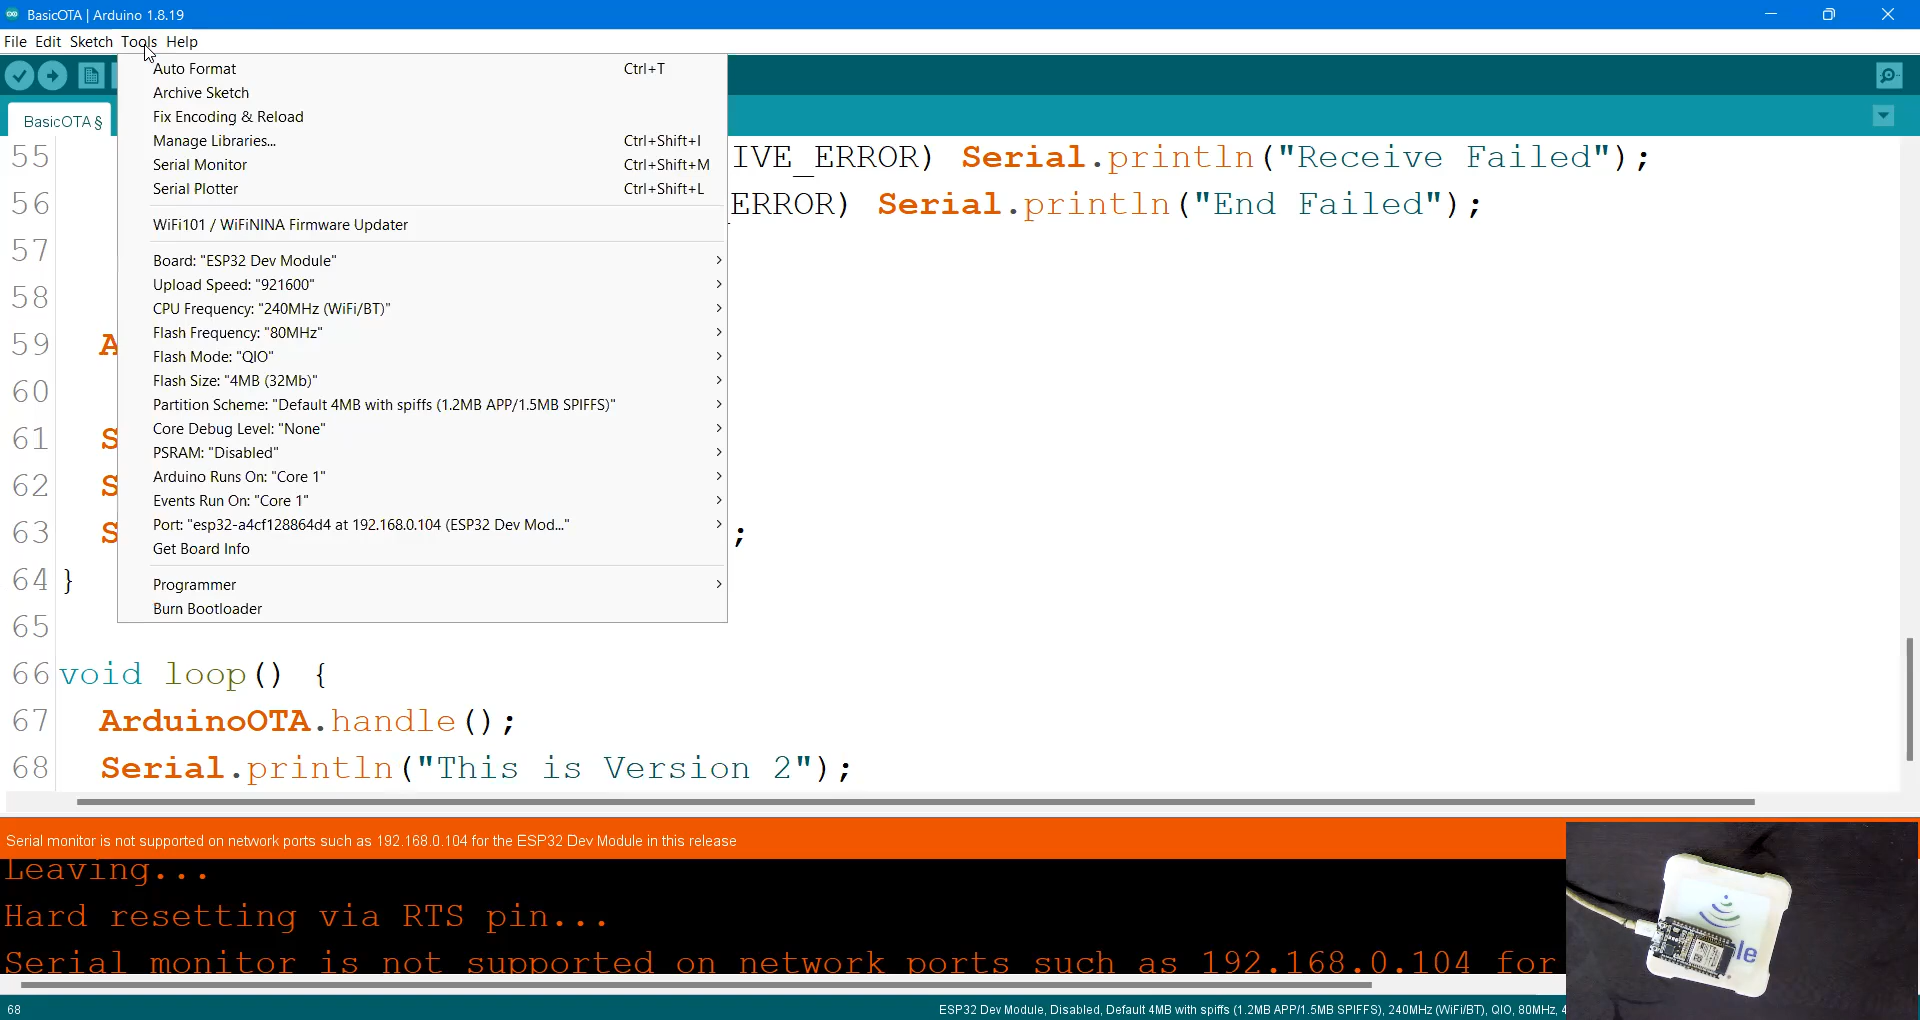 BasicOTA | Arduino 1.8.19
File Edit Sketch Tools Help
Auto Format Ctrl+T
Archive Sketch
Fix Encoding & Reload
Manage Libraries... Ctrl+Shift+I
Serial Monitor Ctrl+Shift+M
Serial Plotter Ctrl+Shift+L
WiFi101 / WiFiNINA Firmware Updater
Board: "ESP32 Dev Module"
Upload Speed: "921600"
CPU Frequency: "240MHz (WiFi/BT)"
Flash Frequency: "80MHz"
Flash Mode: "QIO"
Flash Size: "4MB (32Mb)"
Partition Scheme: "Default 4MB with spiffs (1.2MB APP/1.5MB SPIFFS)"
Core Debug Level: "None"
PSRAM: "Disabled"
Arduino Runs On: "Core 1"
Events Run On: "Core 1"
Port: "esp32-a4cf128864d4 at 192.168.0.104 (ESP32 Dev Mod..."
Get Board Info
Programmer
Burn Bootloader
BasicOTA §
55 IVE_ERROR) Serial.println("Receive Failed");
56 ERROR) Serial.println("End Failed");
57
58
59 A
60
61 S
62 S
63 S ;
64 }
65
66 void loop() {
67 ArduinoOTA.handle();
68 Serial.println("This is Version 2");
Serial monitor is not supported on network ports such as 192.168.0.104 for the ESP32 Dev Module in this release
Leaving...
Hard resetting via RTS pin...
Serial monitor is not supported on network ports such as 192.168.0.104 for
68 ESP32 Dev Module, Disabled, Default 4MB with spiffs (1.2MB APP/1.5MB SPIFFS), 240MHz (WiFi/BT), QIO, 80MHz, 4
le